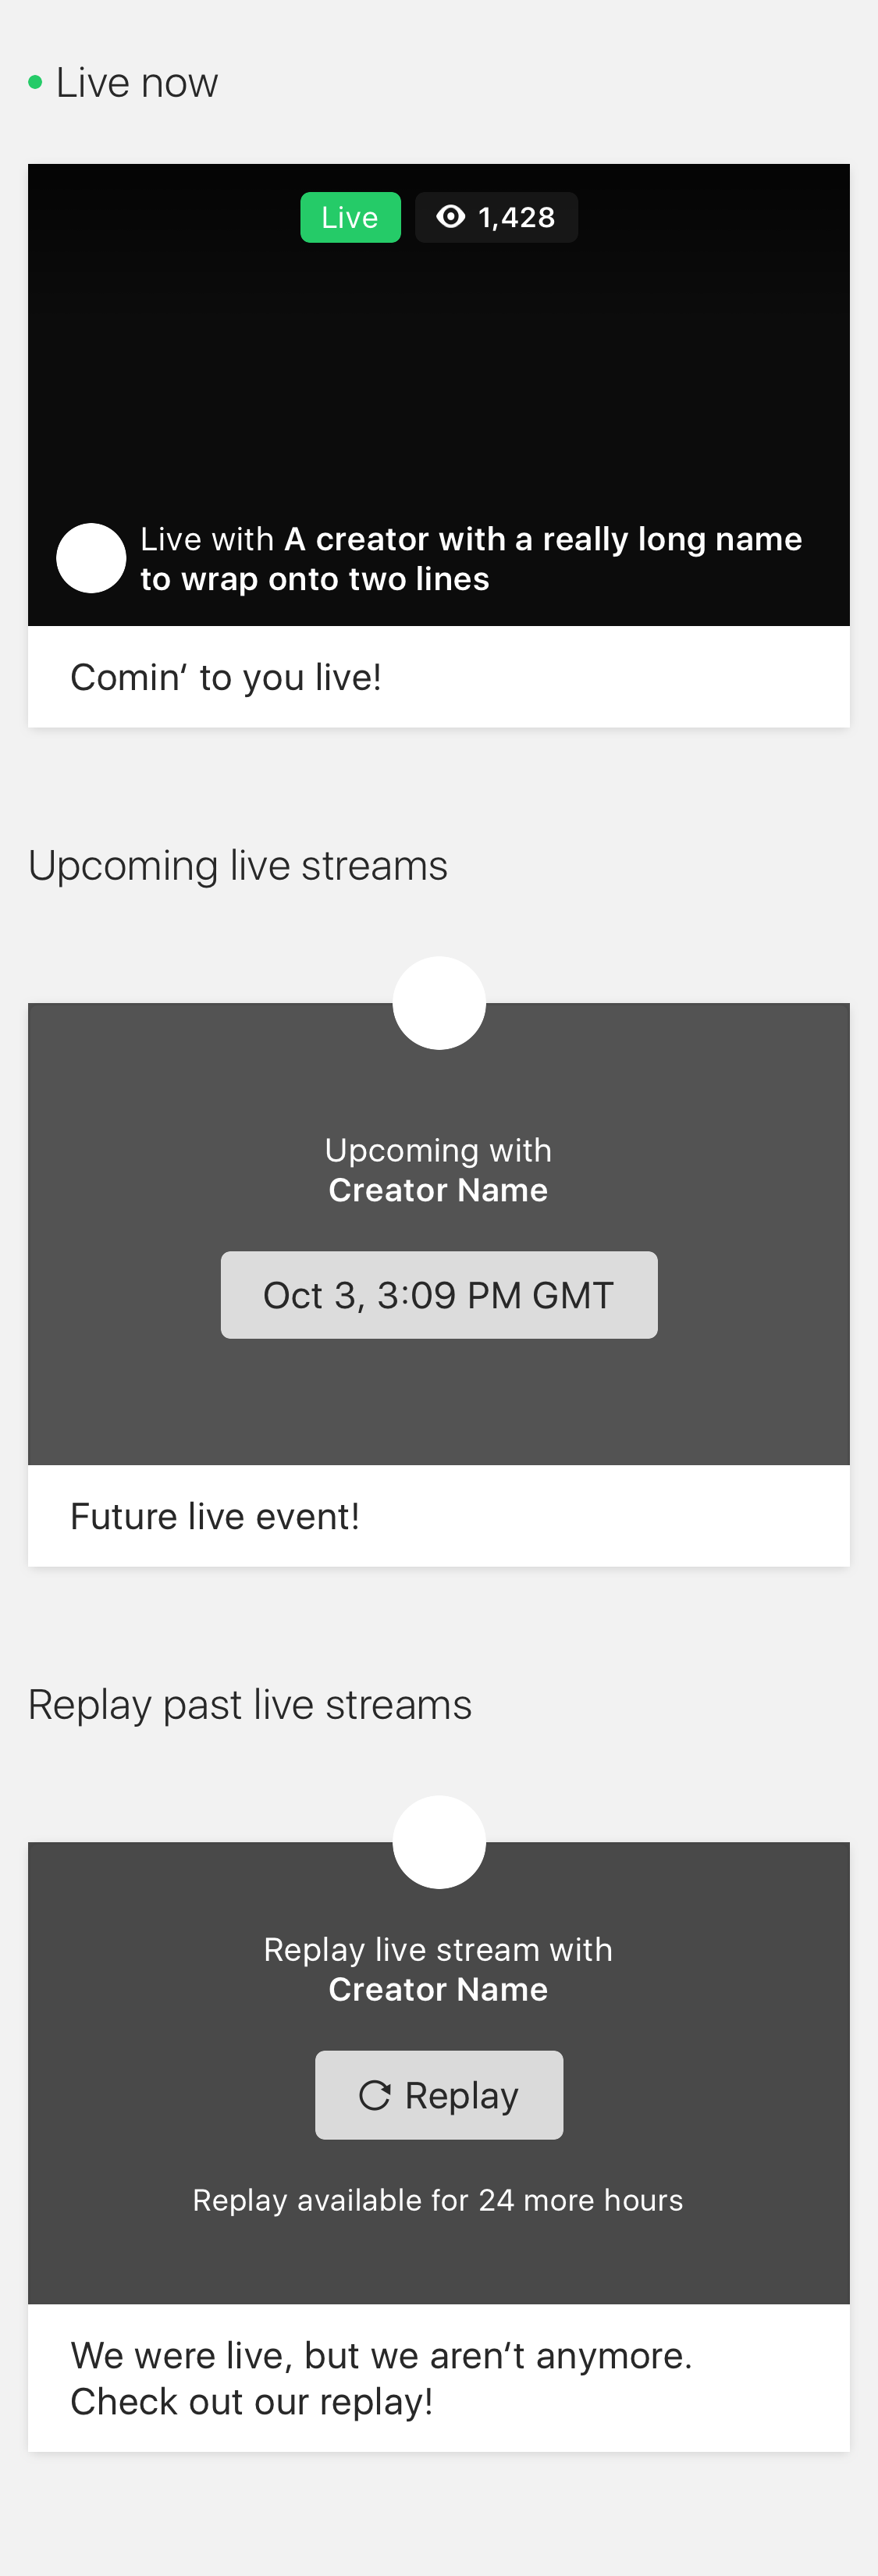 Live now
Live
1,428
Live with A creator with a really long name
to wrap onto two lines
Comin‘ to you live!
Upcoming live streams
Upcoming with
Creator Name
Oct 3, 3:09 PM GMT
Future live event!
Replay past live streams
Replay live stream with
Creator Name
Replay
Replay available for 24 more hours
We were live, but we aren‘t anymore.
Check out our replay!